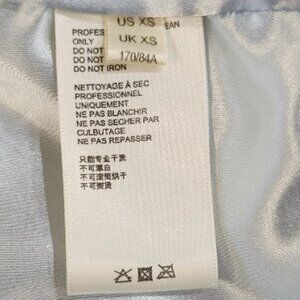 US XS
UK XS
170/84A
PROFES EAN
ONLY
DO NOT
DO NOT
DO NOT IRON
NETTOYAGE À SEC
PROFESSIONNEL
UNIQUEMENT
NE PAS BLANCHIR
NE PAS SECHER PAR
CULBUTAGE
NE PAS REPASSER
只能专业干洗
不可漂白
不可滚筒烘干
不可熨烫